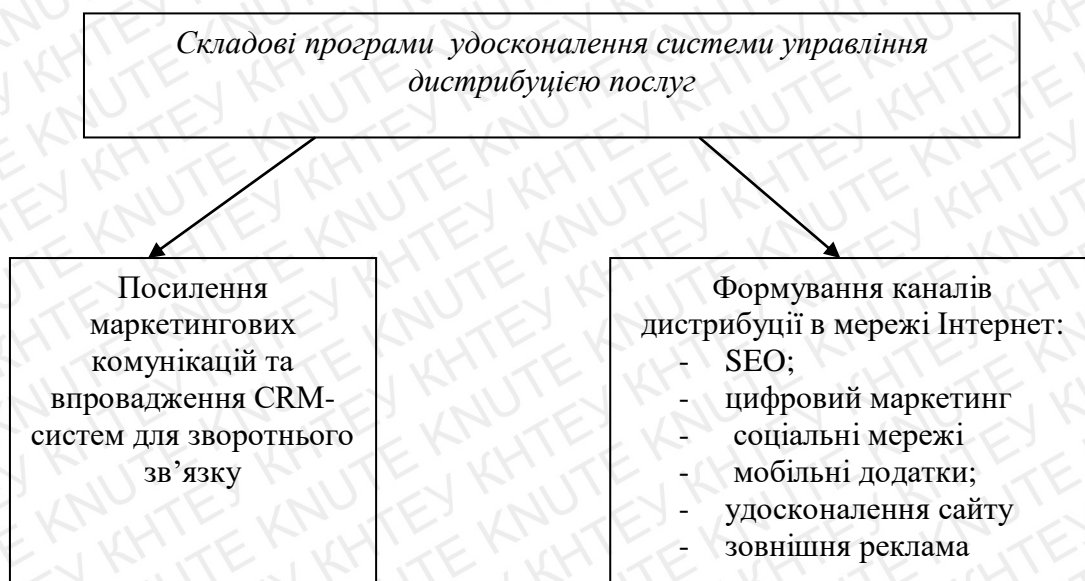 Складові програми удосконалення системи управління
дистрибуцією послуг
Посилення
маркетингових
комунікацій та
впровадження CRM-
систем для зворотнього
зв’язку
Формування каналів
дистрибуції в мережі Інтернет:
- SEO;
- цифровий маркетинг
- соціальні мережі
- мобільні додатки;
- удосконалення сайту
- зовнішня реклама